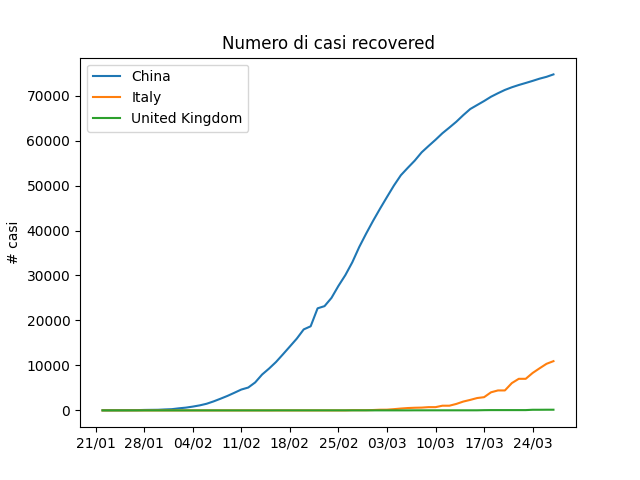 Numero di casi recovered
China
Italy
United Kingdom
# casi
70000
60000
50000
40000
30000
20000
10000
0
21/01 28/01 04/02 11/02 18/02 25/02 03/03 10/03 17/03 24/03